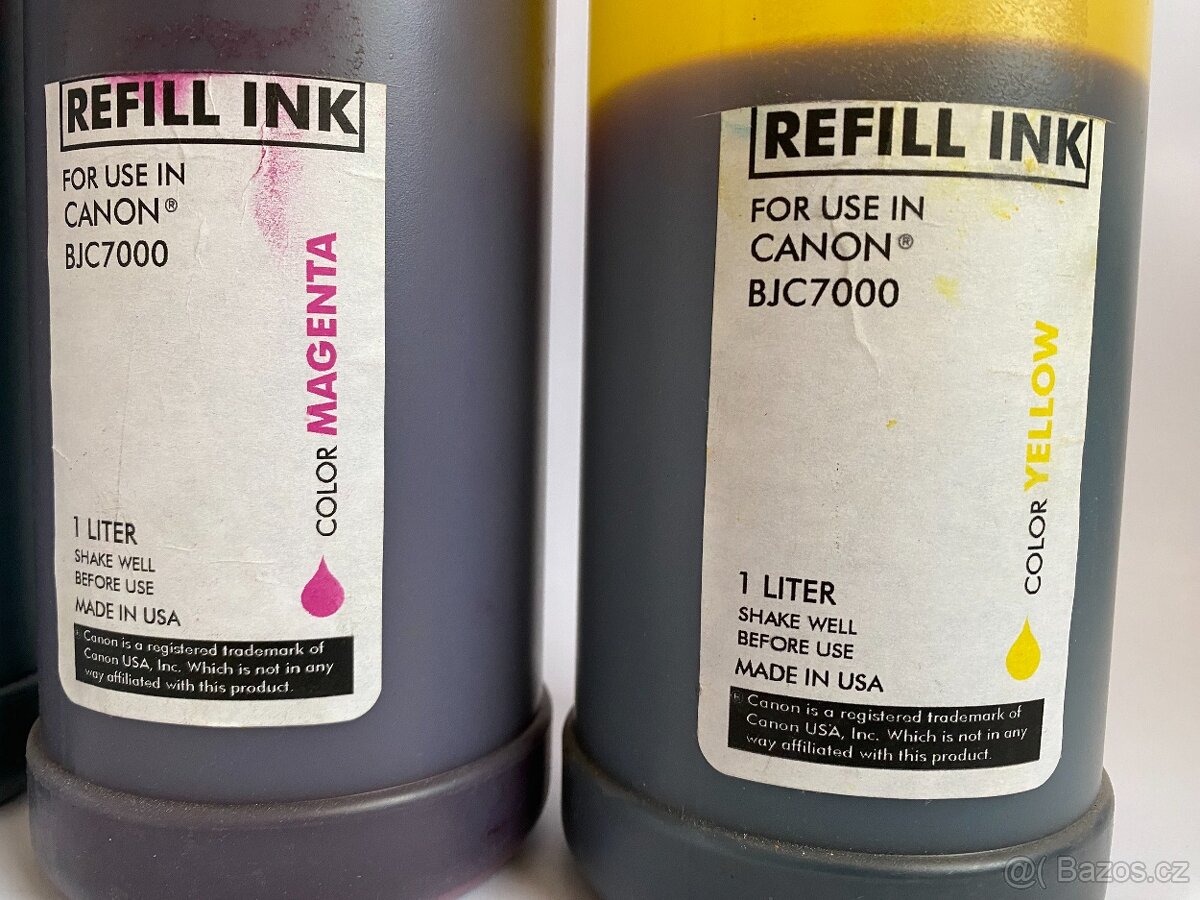 REFILL INK
FOR USE IN
CANON®
BJC7000
COLOR MAGENTA
1 LITER
SHAKE WELL
BEFORE USE
MADE IN USA
® Canon is a registered trademark of
Canon USA, Inc. Which is not in any
way affiliated with this product.
REFILL INK
FOR USE IN
CANON®
BJC7000
COLOR YELLOW
1 LITER
SHAKE WELL
BEFORE USE
MADE IN USA
® Canon is a registered trademark of
Canon USA, Inc. Which is not in any
way affiliated with this product.
@( Bazos.cz